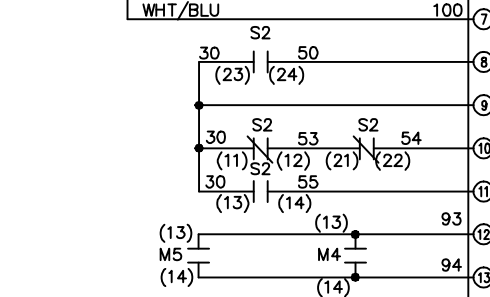 WHT/BLU 100 7
S2
30 50 8
(23) (24)
9
S2 S2
30 53 54 10
(11) (12) (21) (22)
S2
30 55 11
(13) (14)
(13) (13) 93 12
M5 M4
(14) (14) 94 13